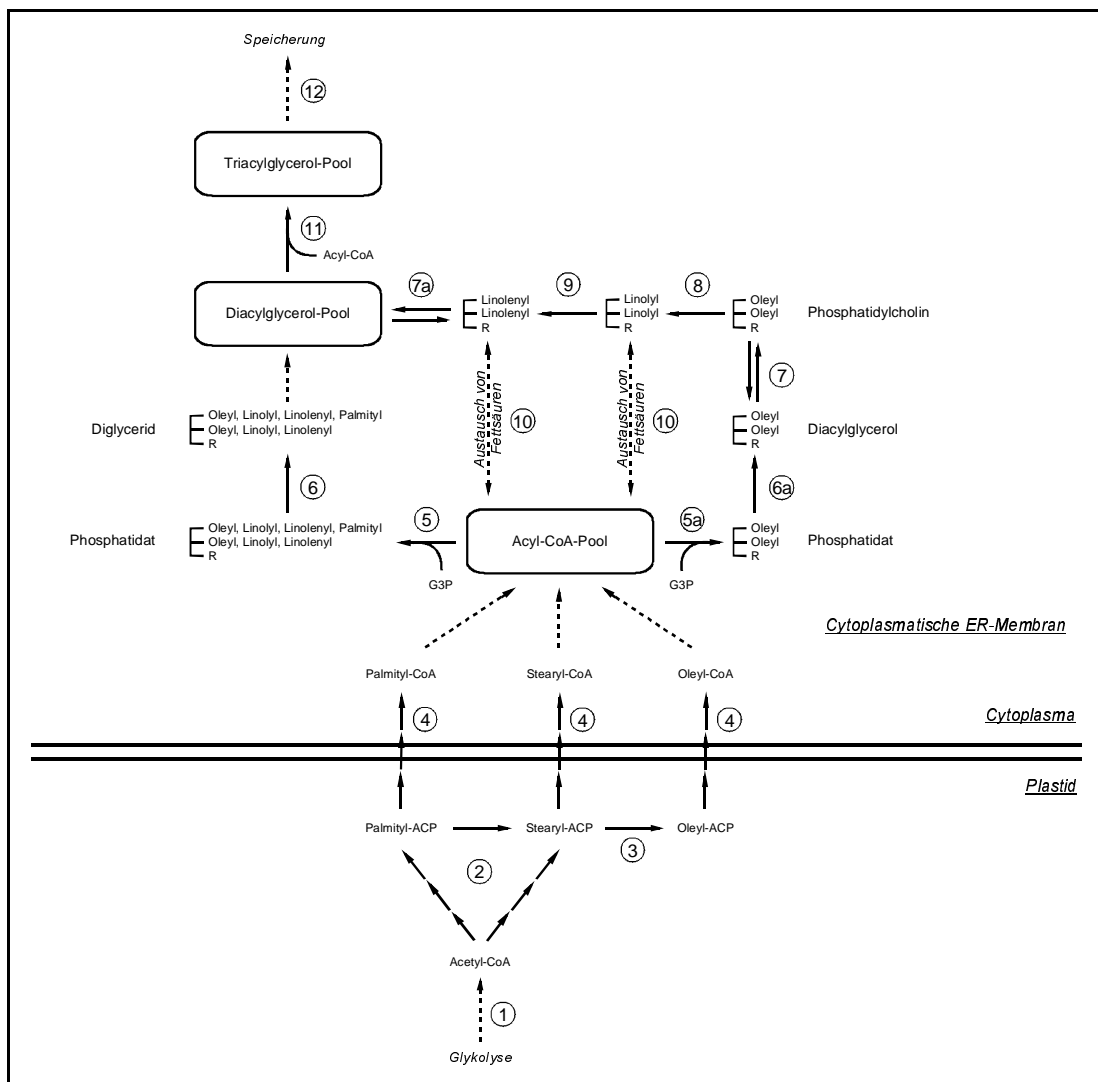 Speicherung
12
Triacylglycerol-Pool
11
Acyl-CoA
Diacylglycerol-Pool
7a
Linolenyl
Linolenyl
R
9
Linolyl
Linolyl
R
8
Oleyl
Oleyl
R
Phosphatidylcholin
7
Diglycerid
Oleyl, Linolyl, Linolenyl, Palmityl
Oleyl, Linolyl, Linolenyl
R
Austausch von
Fettsäuren
10
Austausch von
Fettsäuren
10
Oleyl
Oleyl
R
Diacylglycerol
6
6a
Phosphatidat
Oleyl, Linolyl, Linolenyl, Palmityl
Oleyl, Linolyl, Linolenyl
R
5
G3P
Acyl-CoA-Pool
5a
G3P
Oleyl
Oleyl
R
Phosphatidat
Cytoplasmatische ER-Membran
Palmityl-CoA
Stearyl-CoA
Oleyl-CoA
4
4
4
Cytoplasma
Plastid
Palmityl-ACP
Stearyl-ACP
Oleyl-ACP
2
3
Acetyl-CoA
1
Glykolyse